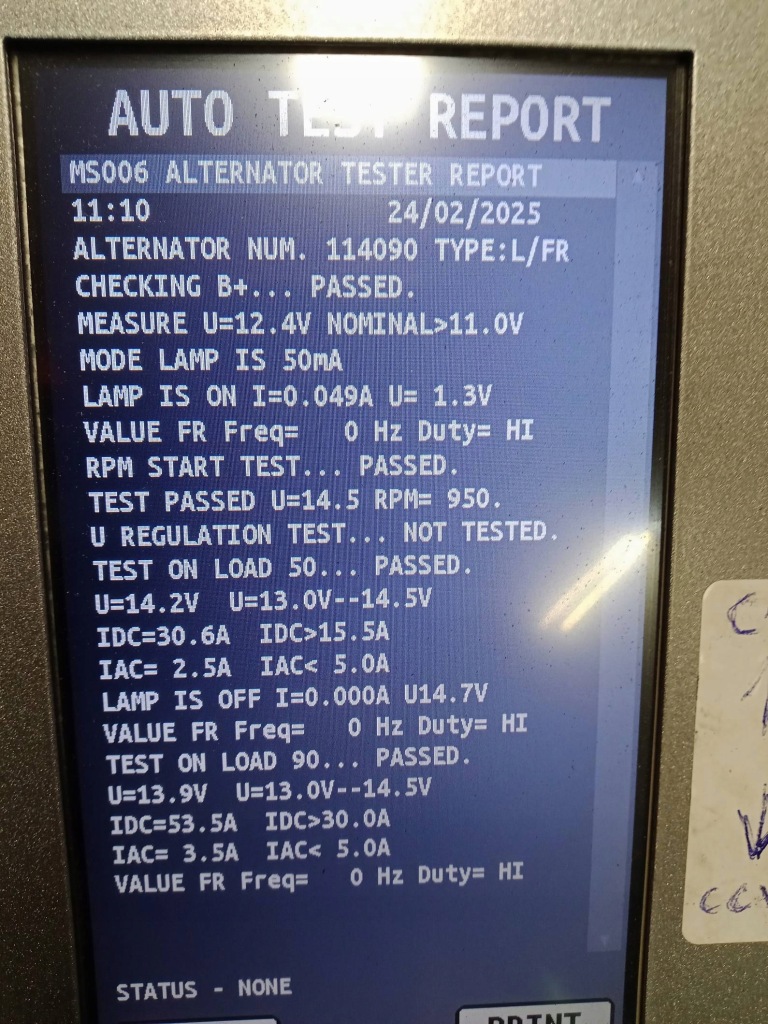 AUTO TEST REPORT
MS006 ALTERNATOR TESTER REPORT
11:10 24/02/2025
ALTERNATOR NUM. 114090 TYPE:L/FR
CHECKING B+... PASSED.
MEASURE U=12.4V NOMINAL>11.0V
MODE LAMP IS 50mA
LAMP IS ON I=0.049A U= 1.3V
VALUE FR Freq= 0 Hz Duty= HI
RPM START TEST... PASSED.
TEST PASSED U=14.5 RPM= 950.
U REGULATION TEST... NOT TESTED.
TEST ON LOAD 50... PASSED.
U=14.2V U=13.0V--14.5V
IDC=30.6A IDC>15.5A
IAC= 2.5A IAC< 5.0A
LAMP IS OFF I=0.000A U14.7V
VALUE FR Freq= 0 Hz Duty= HI
TEST ON LOAD 90... PASSED.
U=13.9V U=13.0V--14.5V
IDC=53.5A IDC>30.0A
IAC= 3.5A IAC< 5.0A
VALUE FR Freq= 0 Hz Duty= HI
STATUS - NONE
PRINT